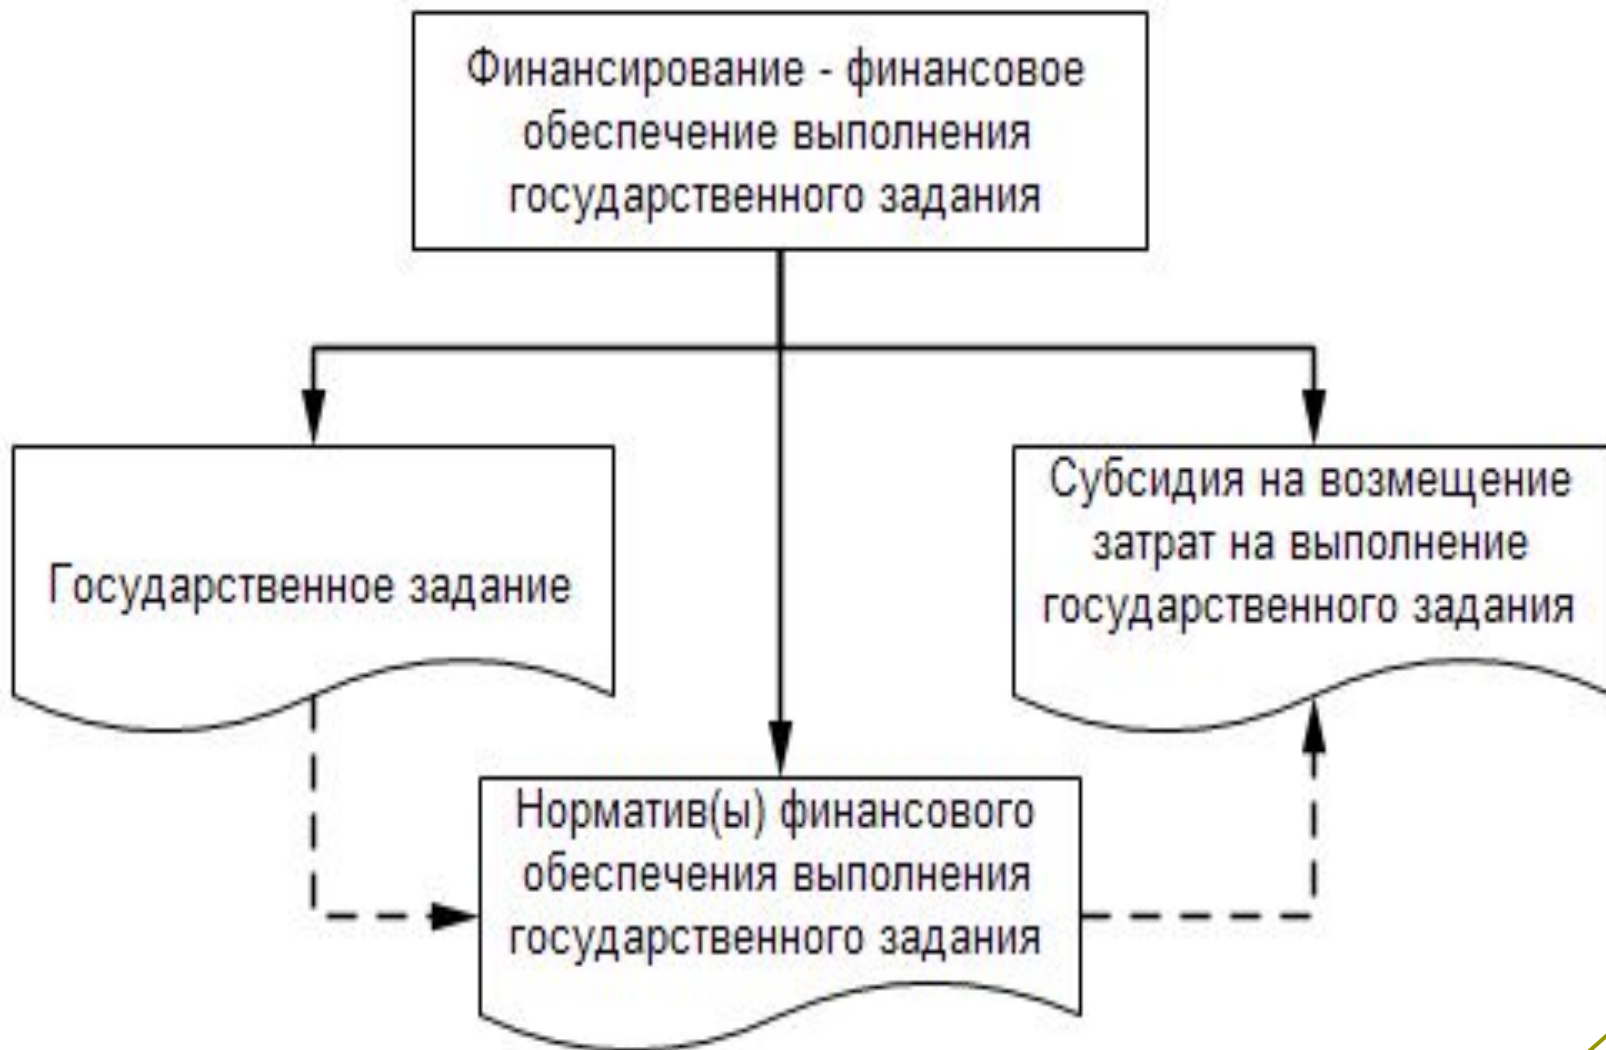 Финансирование - финансовое
обеспечение выполнения
государственного задания
Государственное задание
Субсидия на возмещение
затрат на выполнение
государственного задания
Норматив(ы) финансового
обеспечения выполнения
государственного задания